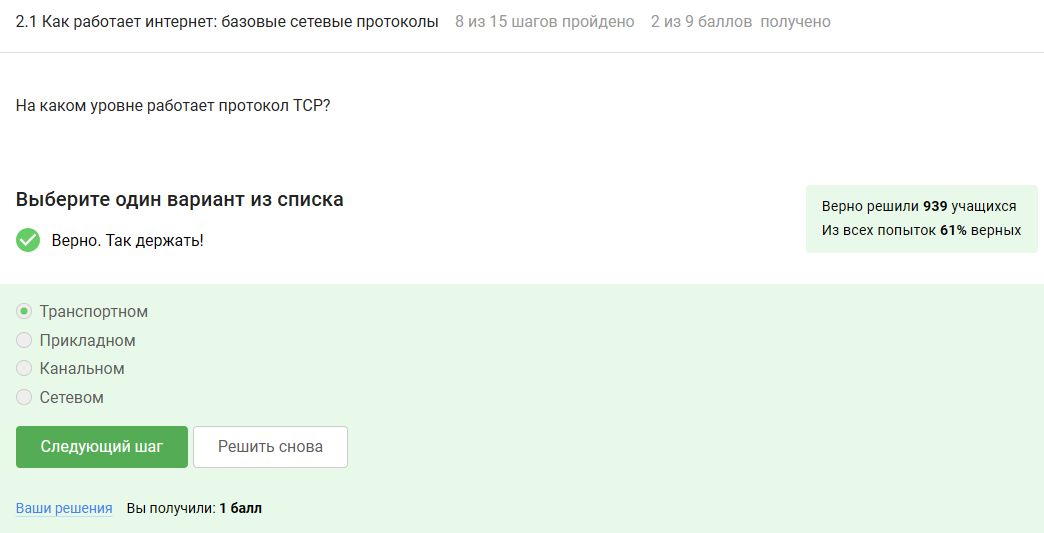 2.1 Как работает интернет: базовые сетевые протоколы 8 из 15 шагов пройдено 2 из 9 баллов получено
На каком уровне работает протокол TCP?
Выберите один вариант из списка
Верно. Так держать!
Верно решили 939 учащихся
Из всех попыток 61% верных
Транспортном
Прикладном
Канальном
Сетевом
Следующий шаг Решить снова
Ваши решения Вы получили: 1 балл